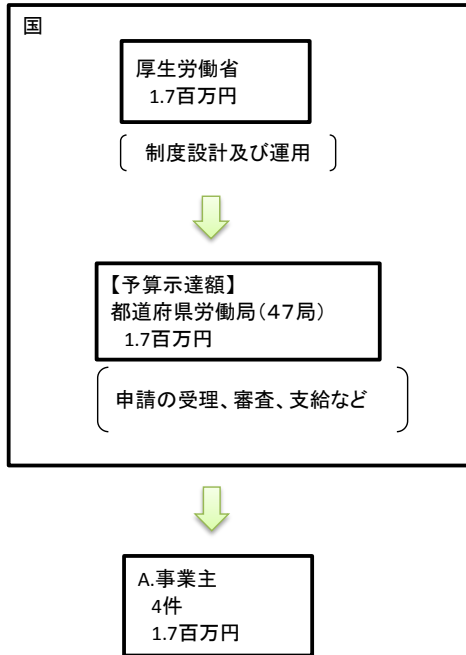 国
厚生労働省
1.7百万円
制度設計及び運用
【予算示達額】
都道府県労働局(47局)
1.7百万円
申請の受理、審査、支給など
A.事業主
4件
1.7百万円